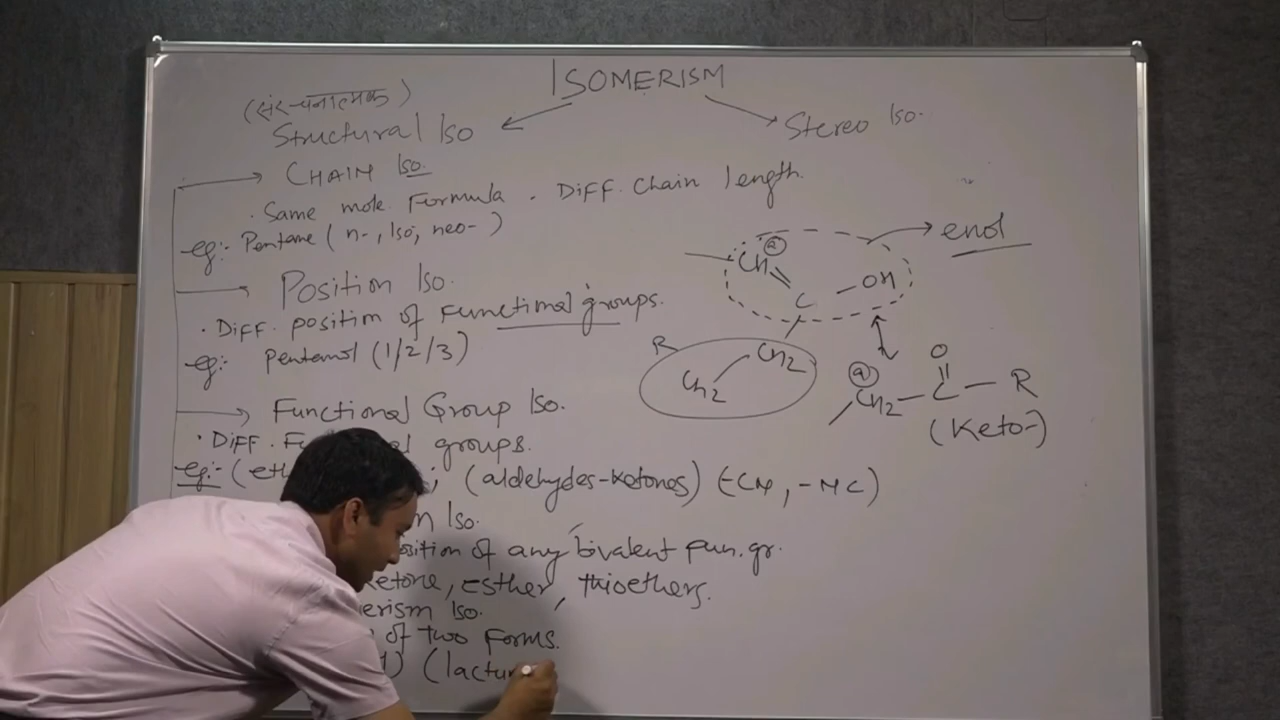 ISOMERISM
(संरचनात्मक)
Structural Iso
Stereo Iso.
CHAIN Iso.
. Same mole. Formula . Diff. Chain length.
eg:- Pentane ( n-, Iso, neo- )
Position Iso.
. Diff. position of Functional groups.
eg:- Pentanol (1/2/3)
Functional Group Iso.
. Diff. groups.
eg:- ; (aldehydes-ketones) (-CN, -NC)
Iso.
of any bivalent fun. gr.
ketone, Esther, thioethers.
Iso.
of two Forms.
enol
CH
(a)
C
OH
CH2
CH2
R
(a)
CH2 - C - R
O
(Keto-)